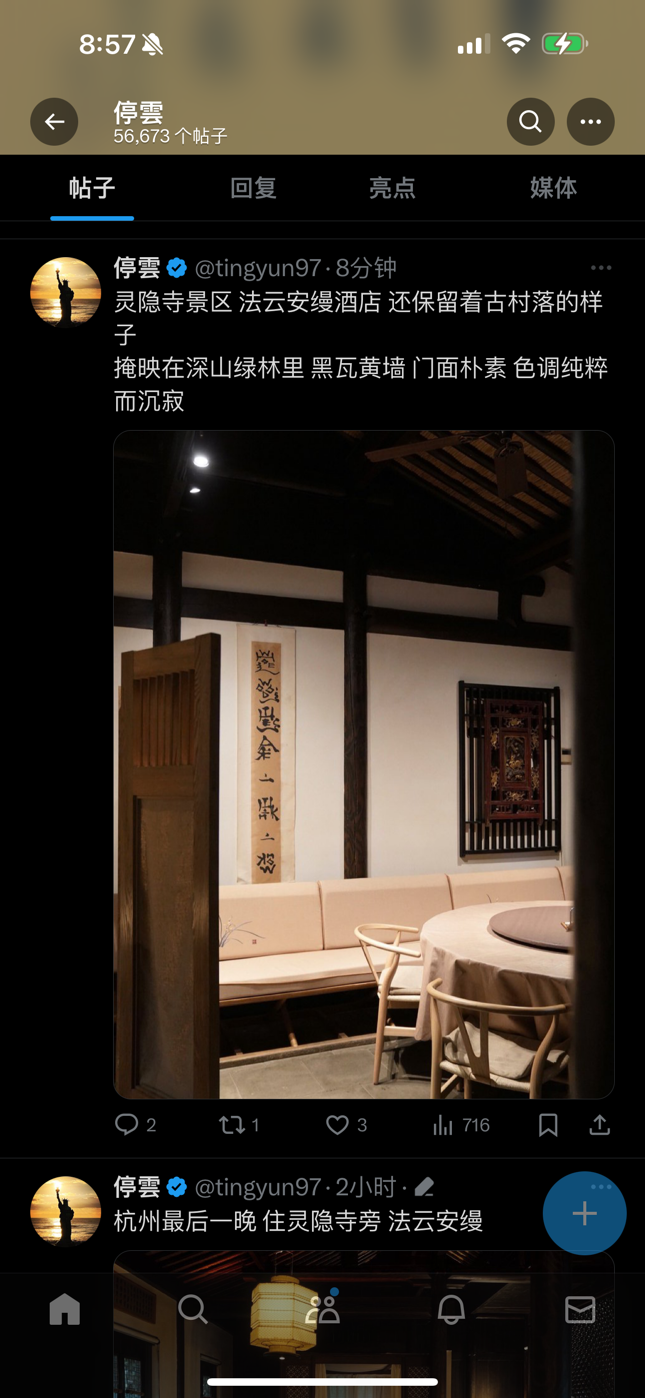 8:57
停雲
56,673 个帖子
帖子
回复
亮点
媒体
停雲 @tingyun97·8分钟
灵隐寺景区 法云安缦酒店 还保留着古村落的样
子
掩映在深山绿林里 黑瓦黄墙 门面朴素 色调纯粹
而沉寂
2
1
3
716
停雲 @tingyun97·2小时·
杭州最后一晚 住灵隐寺旁 法云安缦